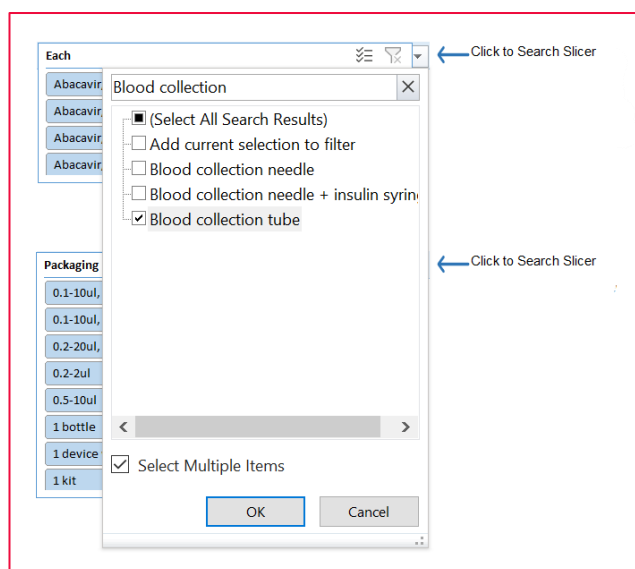 Each
Click to Search Slicer
Abacavir,
Abacavir,
Abacavir,
Abacavir,
Blood collection
(Select All Search Results)
Add current selection to filter
Blood collection needle
Blood collection needle + insulin syrin
Blood collection tube
Packaging
Click to Search Slicer
0.1-10ul,
0.1-10ul,
0.2-20ul,
0.2-2ul
0.5-10ul
1 bottle
1 device
1 kit
Select Multiple Items
OK
Cancel